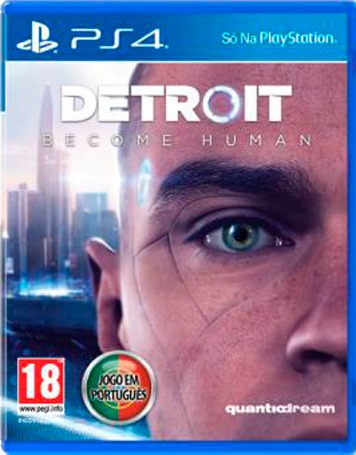 PS4
Só Na PlayStation.
DETROIT
BECOME HUMAN
18
www.pegi.info
JOGO EM
PORTUGUÊS
quanticdream